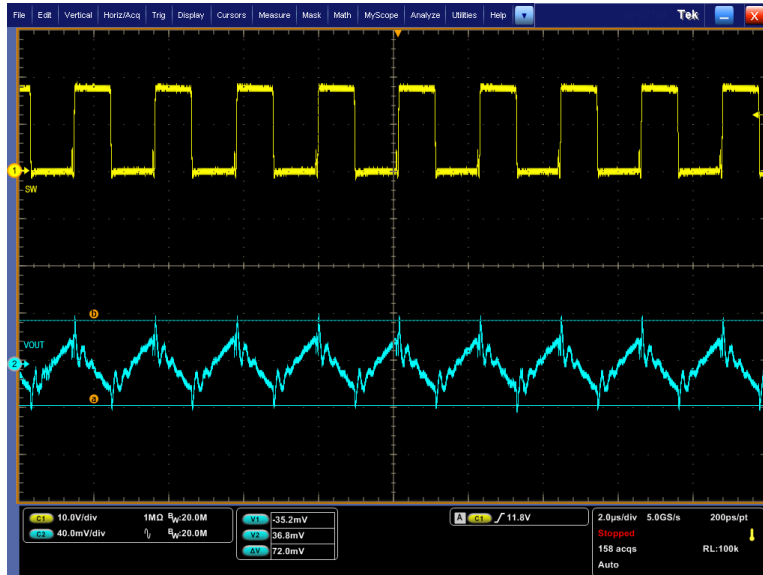 File Edit Vertical Horiz/Acq Trig Display Cursors Measure Mask Math MyScope Analyze Utilities Help Tek X
1
SW
b
VOUT
2
a
C1 10.0V/div 1MΩ BW:20.0M
C2 40.0mV/div BW:20.0M
V1 -35.2mV
V2 36.8mV
ΔV 72.0mV
A C1 11.8V
2.0µs/div 5.0GS/s 200ps/pt
Stopped
158 acqs RL:100k
Auto